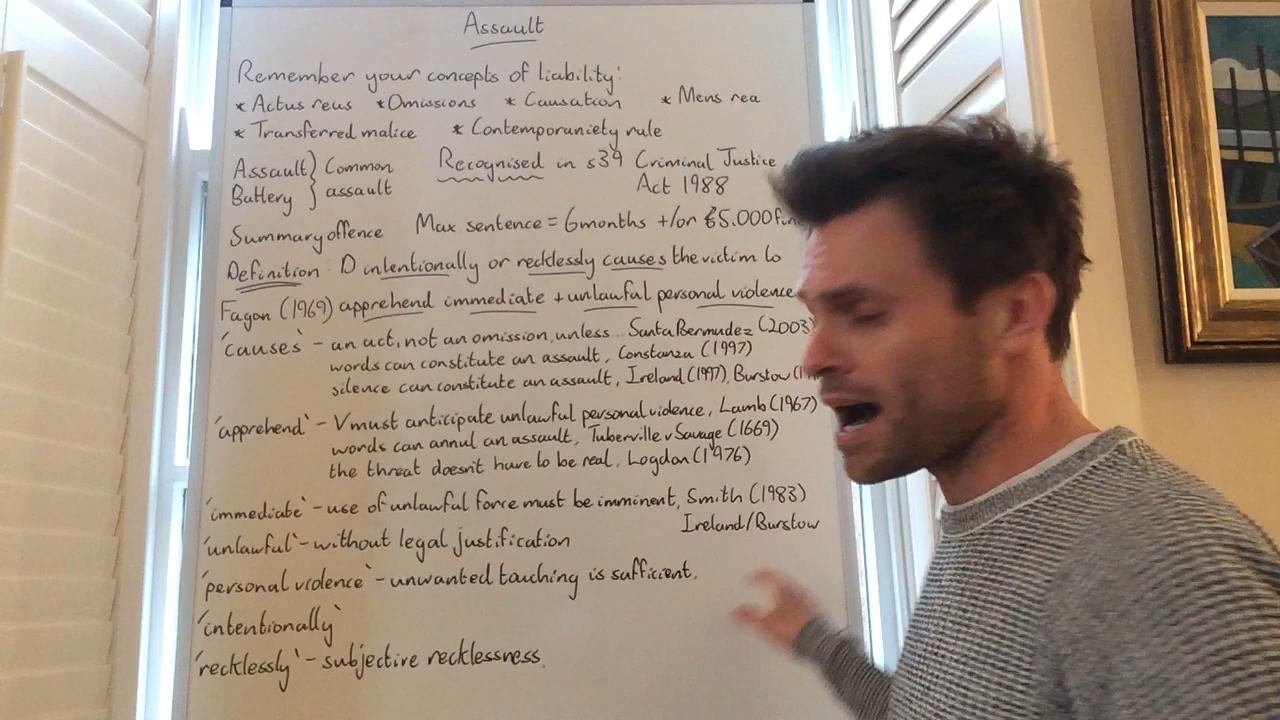 Assault
Remember your concepts of liability:
* Actus reus * Omissions * Causation * Mens rea
* Transferred malice * Contemporaniety rule
Assault } Common Recognised in s39 Criminal Justice
Battery } assault Act 1988
Summary offence Max sentence = 6 months +/or £5,000
Definition: D intentionally or recklessly causes the victim to
Fagan (1969) apprehend immediate + unlawful personal violence
'causes' - an act, not an omission, unless... Santa Bermudez (2003)
words can constitute an assault, Constanza (1997)
silence can constitute an assault, Ireland (1997), Burstow
'apprehend' - V must anticipate unlawful personal violence, Lamb (1967)
words can annul an assault, Tuberville v Savage (1669)
the threat doesn't have to be real, Logdon (1976)
'immediate' - use of unlawful force must be imminent, Smith (1983)
Ireland/Burstow
'unlawful' - without legal justification
'personal violence' - unwanted touching is sufficient.
'intentionally'
'recklessly' - subjective recklessness.